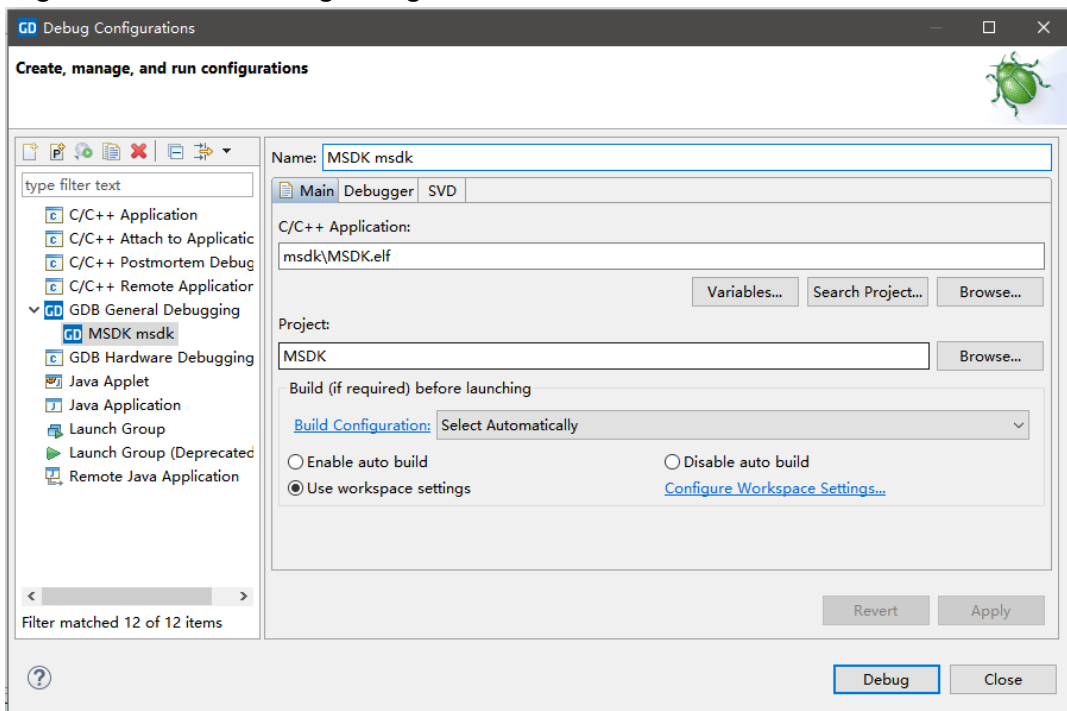 GD Debug Configurations
Create, manage, and run configurations
Name: MSDK msdk
type filter text
Main Debugger SVD
C/C++ Application
C/C++ Attach to Applicatic
C/C++ Postmortem Debug
C/C++ Remote Application
GD GDB General Debugging
GD MSDK msdk
GDB Hardware Debugging
Java Applet
Java Application
Launch Group
Launch Group (Deprecated
Remote Java Application
Filter matched 12 of 12 items
C/C++ Application:
msdk\MSDK.elf
Variables... Search Project... Browse...
Project:
MSDK Browse...
Build (if required) before launching
Build Configuration: Select Automatically
Enable auto build Disable auto build
Use workspace settings Configure Workspace Settings...
Revert Apply
Debug Close